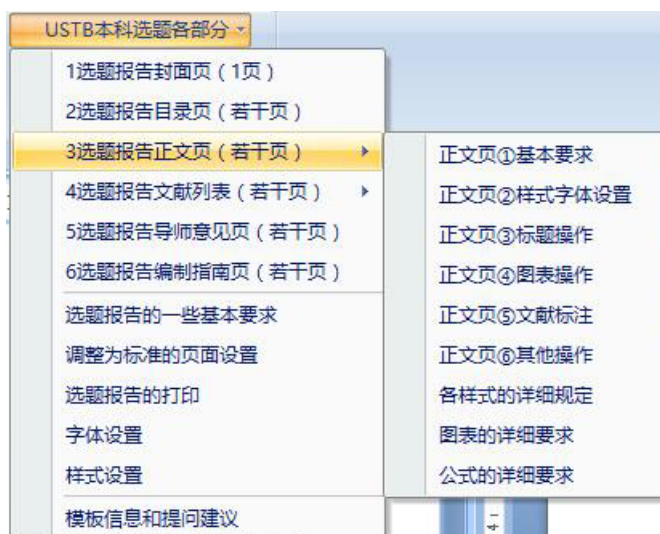 USTB本科选题各部分
1选题报告封面页（1页）
2选题报告目录页（若干页）
3选题报告正文页（若干页）
4选题报告文献列表（若干页）
5选题报告导师意见页（若干页）
6选题报告编制指南页（若干页）
选题报告的一些基本要求
调整为标准的页面设置
选题报告的打印
字体设置
样式设置
模板信息和提问建议
正文页①基本要求
正文页②样式字体设置
正文页③标题操作
正文页④图表操作
正文页⑤文献标注
正文页⑥其他操作
各样式的详细规定
图表的详细要求
公式的详细要求